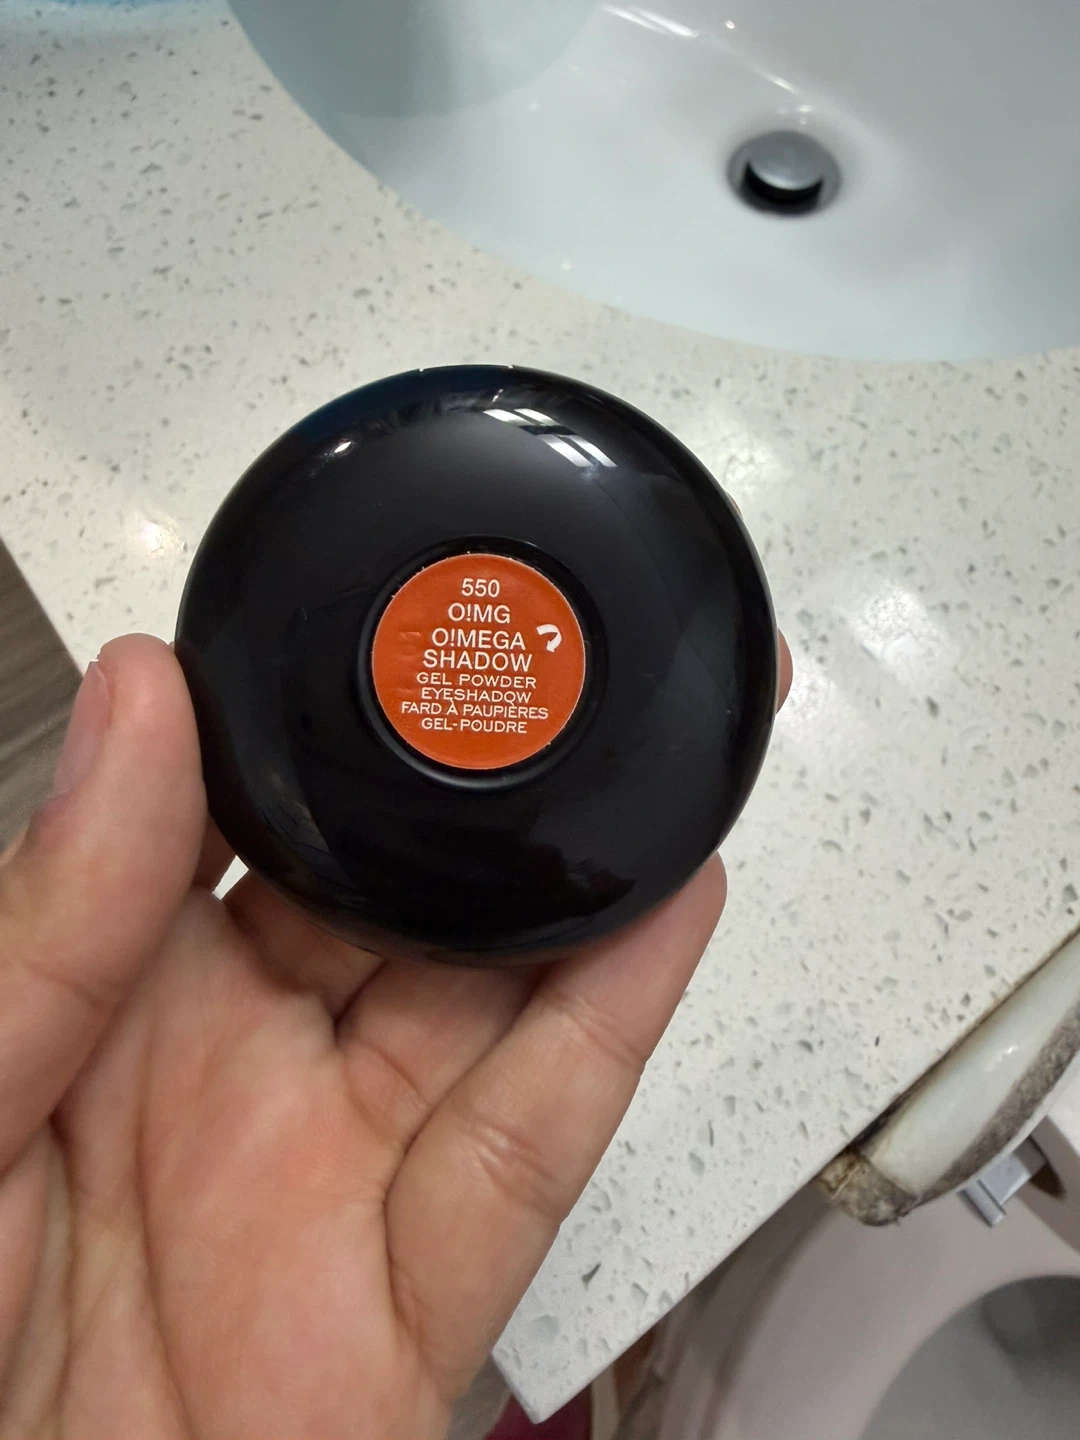 550
O!MG
O!MEGA
SHADOW
GEL POWDER
EYESHADOW
FARD À PAUPIÈRES
GEL-POUDRE